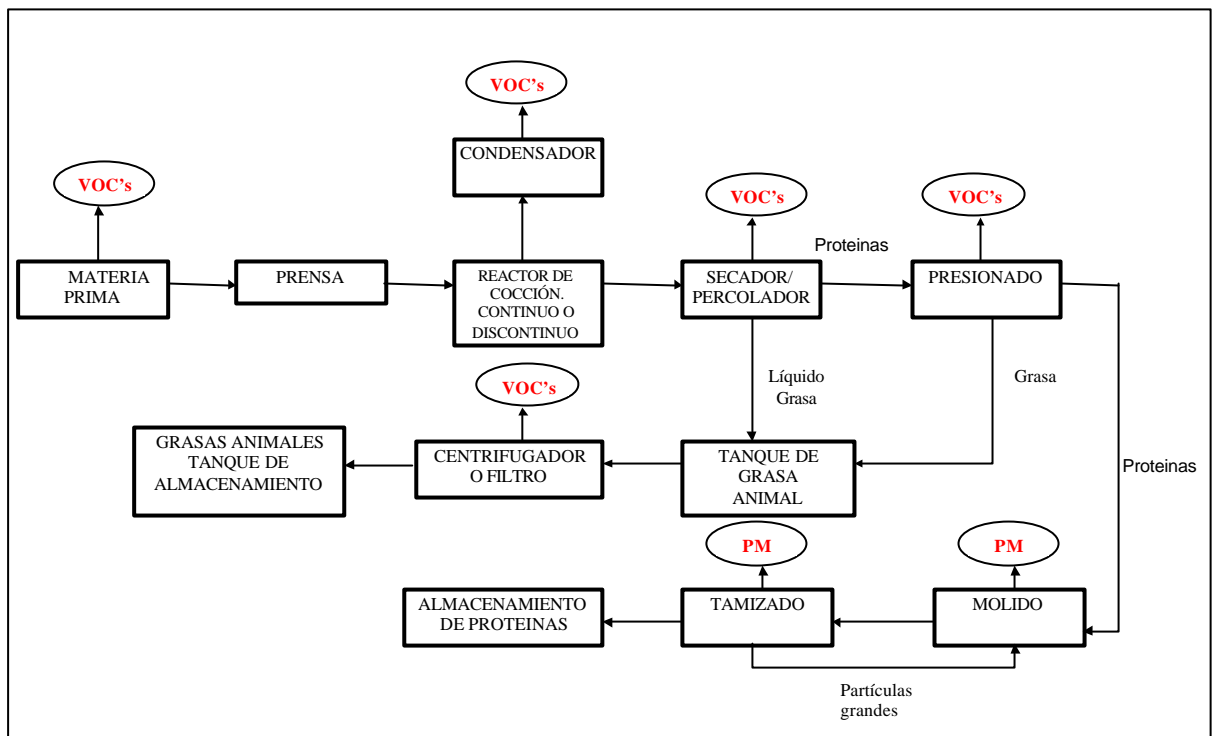 VOC's
CONDENSADOR
VOC's
VOC's
VOC's
Proteinas
MATERIA
PRIMA
PRENSA
REACTOR DE
COCCIÓN.
CONTINUO O
DISCONTINUO
SECADOR/
PERCOLADOR
PRESIONADO
VOC's
Líquido
Grasa
Grasa
GRASAS ANIMALES
TANQUE DE
ALMACENAMIENTO
CENTRIFUGADOR
O FILTRO
TANQUE DE
GRASA
ANIMAL
Proteinas
PM
PM
ALMACENAMIENTO
DE PROTEINAS
TAMIZADO
MOLIDO
Partículas
grandes